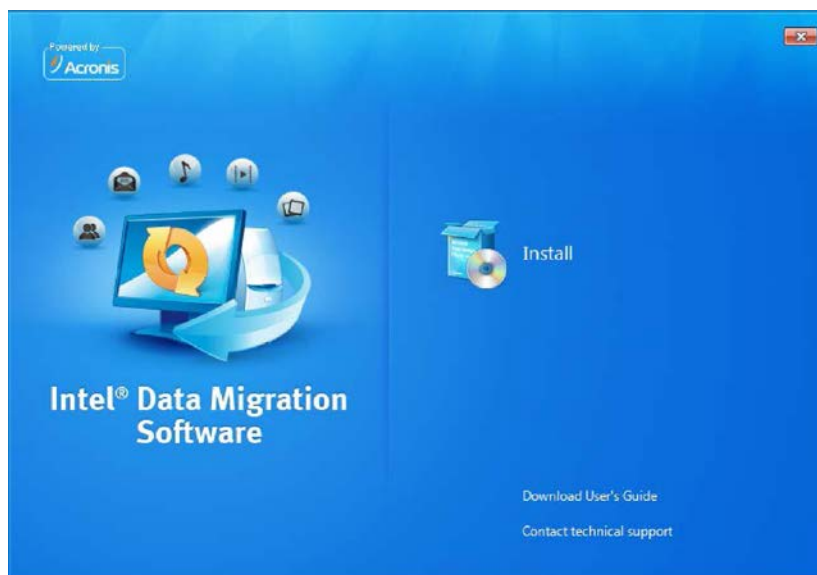 Powered by
Acronis
Install
Intel® Data Migration
Software
Download User's Guide
Contact technical support